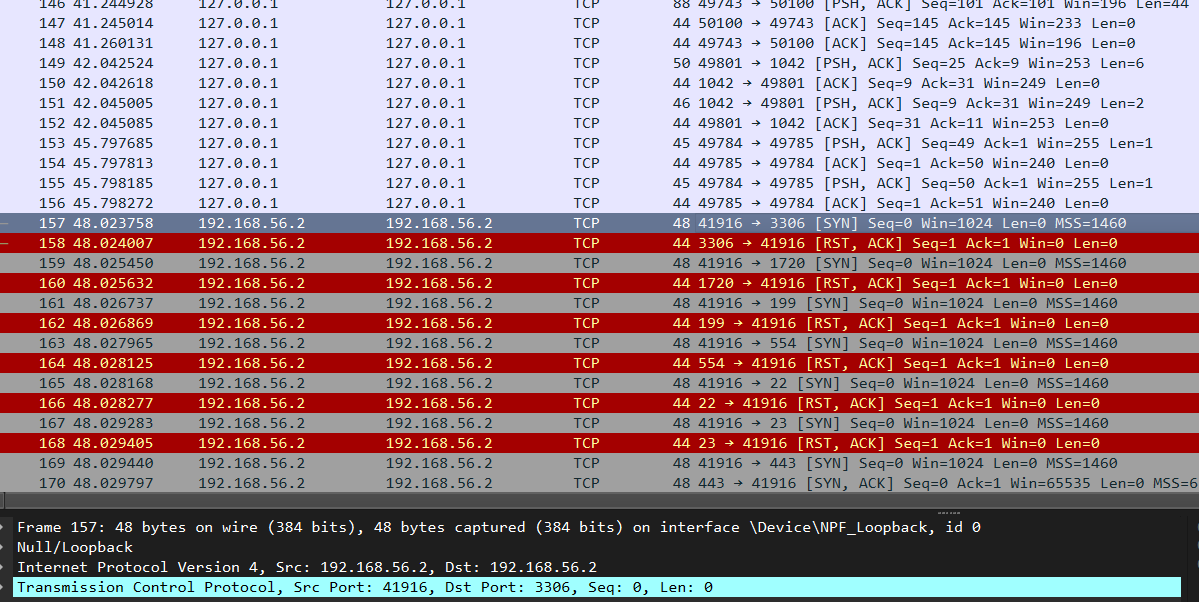 146 41.244928 127.0.0.1 127.0.0.1 TCP 88 49743 → 50100 [PSH, ACK] Seq=101 Ack=101 Win=196 Len=44
147 41.245014 127.0.0.1 127.0.0.1 TCP 44 50100 → 49743 [ACK] Seq=145 Ack=145 Win=233 Len=0
148 41.260131 127.0.0.1 127.0.0.1 TCP 44 49743 → 50100 [ACK] Seq=145 Ack=145 Win=196 Len=0
149 42.042524 127.0.0.1 127.0.0.1 TCP 50 49801 → 1042 [PSH, ACK] Seq=25 Ack=9 Win=253 Len=6
150 42.042618 127.0.0.1 127.0.0.1 TCP 44 1042 → 49801 [ACK] Seq=9 Ack=31 Win=249 Len=0
151 42.045005 127.0.0.1 127.0.0.1 TCP 46 1042 → 49801 [PSH, ACK] Seq=9 Ack=31 Win=249 Len=2
152 42.045085 127.0.0.1 127.0.0.1 TCP 44 49801 → 1042 [ACK] Seq=31 Ack=11 Win=253 Len=0
153 45.797685 127.0.0.1 127.0.0.1 TCP 45 49784 → 49785 [PSH, ACK] Seq=49 Ack=1 Win=255 Len=1
154 45.797813 127.0.0.1 127.0.0.1 TCP 44 49785 → 49784 [ACK] Seq=1 Ack=50 Win=240 Len=0
155 45.798185 127.0.0.1 127.0.0.1 TCP 45 49784 → 49785 [PSH, ACK] Seq=50 Ack=1 Win=255 Len=1
156 45.798272 127.0.0.1 127.0.0.1 TCP 44 49785 → 49784 [ACK] Seq=1 Ack=51 Win=240 Len=0
157 48.023758 192.168.56.2 192.168.56.2 TCP 48 41916 → 3306 [SYN] Seq=0 Win=1024 Len=0 MSS=1460
158 48.024007 192.168.56.2 192.168.56.2 TCP 44 3306 → 41916 [RST, ACK] Seq=1 Ack=1 Win=0 Len=0
159 48.025450 192.168.56.2 192.168.56.2 TCP 48 41916 → 1720 [SYN] Seq=0 Win=1024 Len=0 MSS=1460
160 48.025632 192.168.56.2 192.168.56.2 TCP 44 1720 → 41916 [RST, ACK] Seq=1 Ack=1 Win=0 Len=0
161 48.026737 192.168.56.2 192.168.56.2 TCP 48 41916 → 199 [SYN] Seq=0 Win=1024 Len=0 MSS=1460
162 48.026869 192.168.56.2 192.168.56.2 TCP 44 199 → 41916 [RST, ACK] Seq=1 Ack=1 Win=0 Len=0
163 48.027965 192.168.56.2 192.168.56.2 TCP 48 41916 → 554 [SYN] Seq=0 Win=1024 Len=0 MSS=1460
164 48.028125 192.168.56.2 192.168.56.2 TCP 44 554 → 41916 [RST, ACK] Seq=1 Ack=1 Win=0 Len=0
165 48.028168 192.168.56.2 192.168.56.2 TCP 48 41916 → 22 [SYN] Seq=0 Win=1024 Len=0 MSS=1460
166 48.028277 192.168.56.2 192.168.56.2 TCP 44 22 → 41916 [RST, ACK] Seq=1 Ack=1 Win=0 Len=0
167 48.029283 192.168.56.2 192.168.56.2 TCP 48 41916 → 23 [SYN] Seq=0 Win=1024 Len=0 MSS=1460
168 48.029405 192.168.56.2 192.168.56.2 TCP 44 23 → 41916 [RST, ACK] Seq=1 Ack=1 Win=0 Len=0
169 48.029440 192.168.56.2 192.168.56.2 TCP 48 41916 → 443 [SYN] Seq=0 Win=1024 Len=0 MSS=1460
170 48.029797 192.168.56.2 192.168.56.2 TCP 48 443 → 41916 [SYN, ACK] Seq=0 Ack=1 Win=65535 Len=0 MSS=6
Frame 157: 48 bytes on wire (384 bits), 48 bytes captured (384 bits) on interface \Device\NPF_Loopback, id 0
Null/Loopback
Internet Protocol Version 4, Src: 192.168.56.2, Dst: 192.168.56.2
Transmission Control Protocol, Src Port: 41916, Dst Port: 3306, Seq: 0, Len: 0